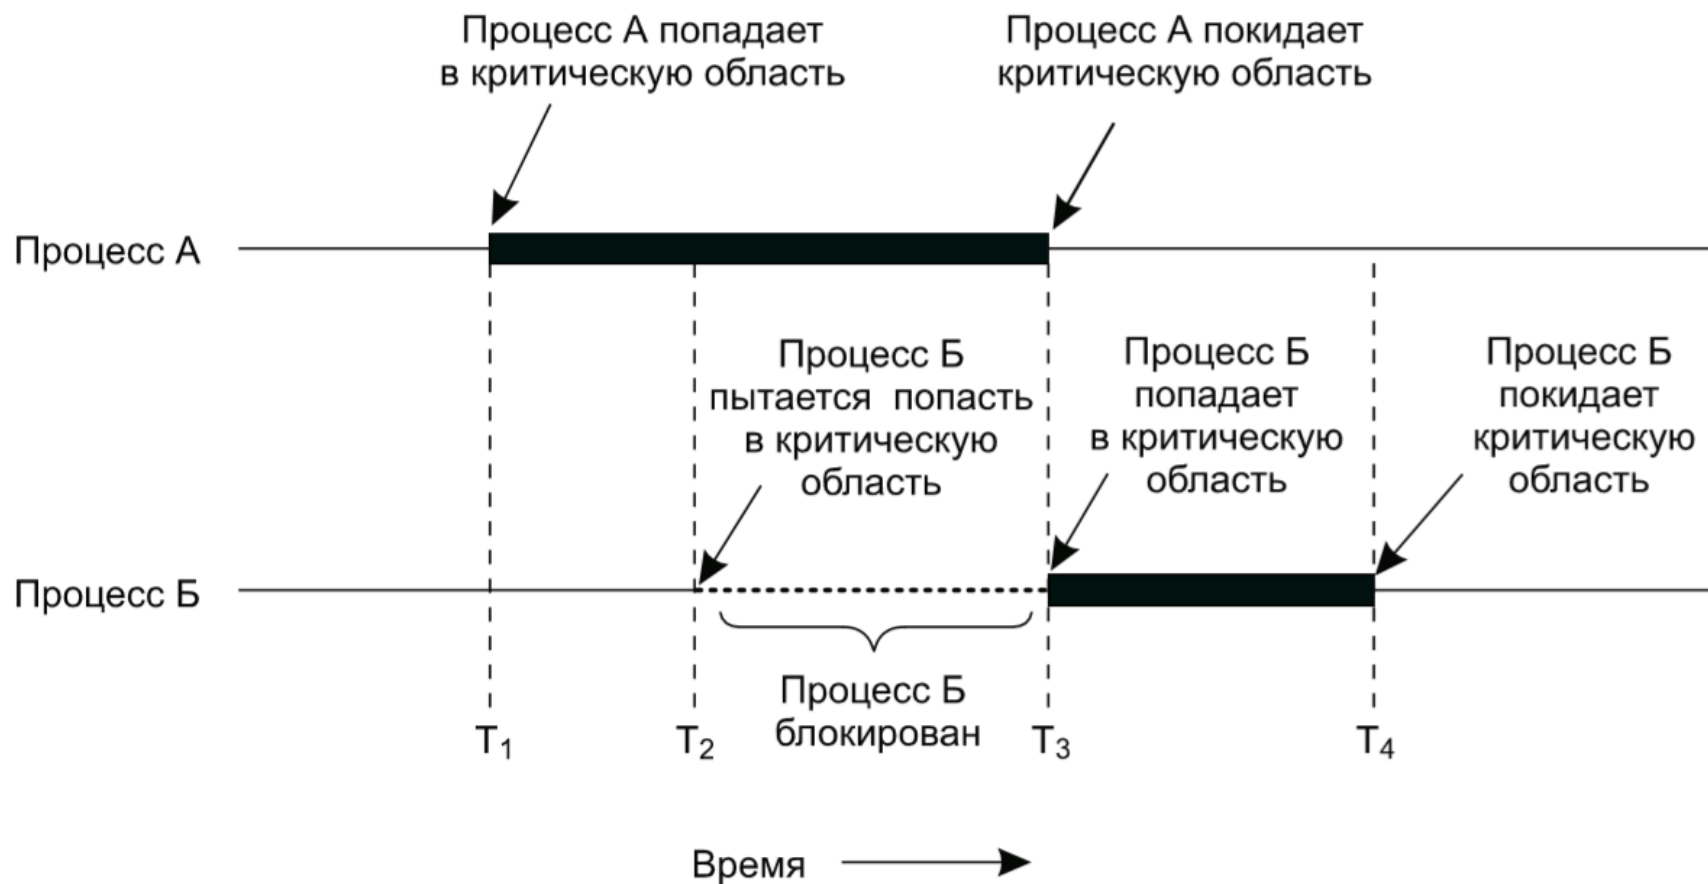 Процесс А попадает
в критическую область
Процесс А покидает
критическую область
Процесс А
Процесс Б
пытается попасть
в критическую
область
Процесс Б
попадает
в критическую
область
Процесс Б
покидает
критическую
область
Процесс Б
Процесс Б
блокирован
T1
T2
T3
T4
Время